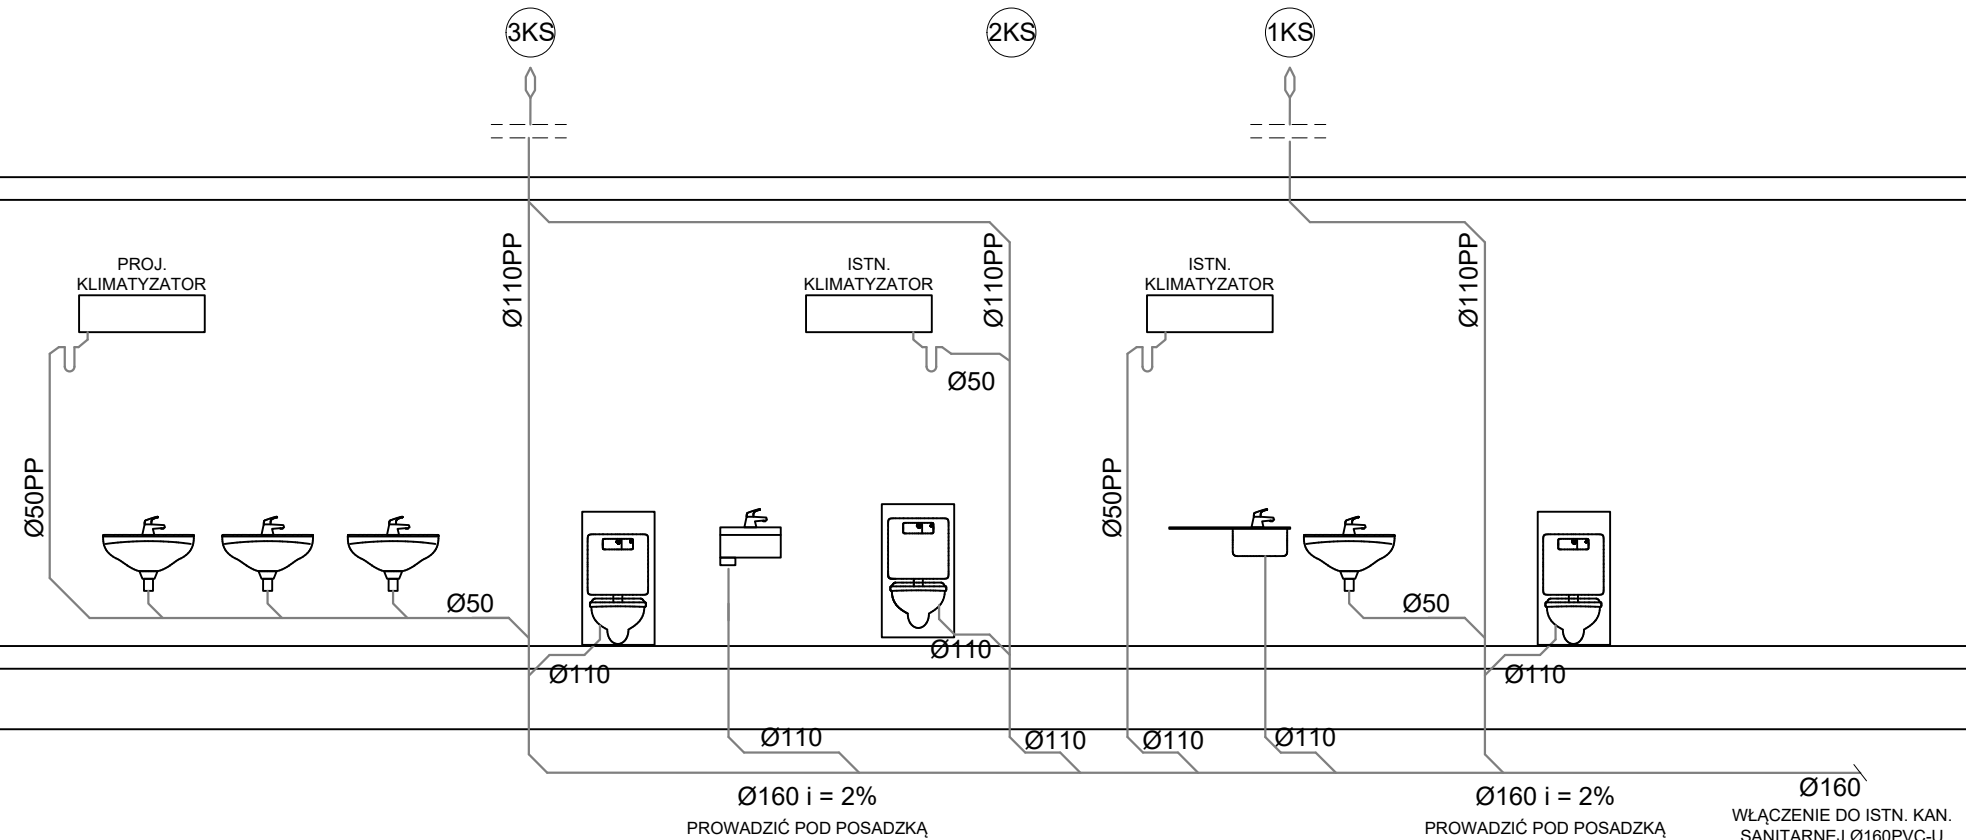 3KS
2KS
1KS
PROJ.
KLIMATYZATOR
Ø110PP
ISTN.
KLIMATYZATOR
Ø110PP
ISTN.
KLIMATYZATOR
Ø110PP
Ø50
Ø50PP
Ø50PP
Ø50
Ø50
Ø110
Ø110
Ø110
Ø110
Ø110
Ø110
Ø110
Ø160 i = 2%
PROWADZIĆ POD POSADZKĄ
Ø160 i = 2%
PROWADZIĆ POD POSADZKĄ
Ø160
WŁĄCZENIE DO ISTN. KAN.
SANITARNEJ Ø160PVC-U